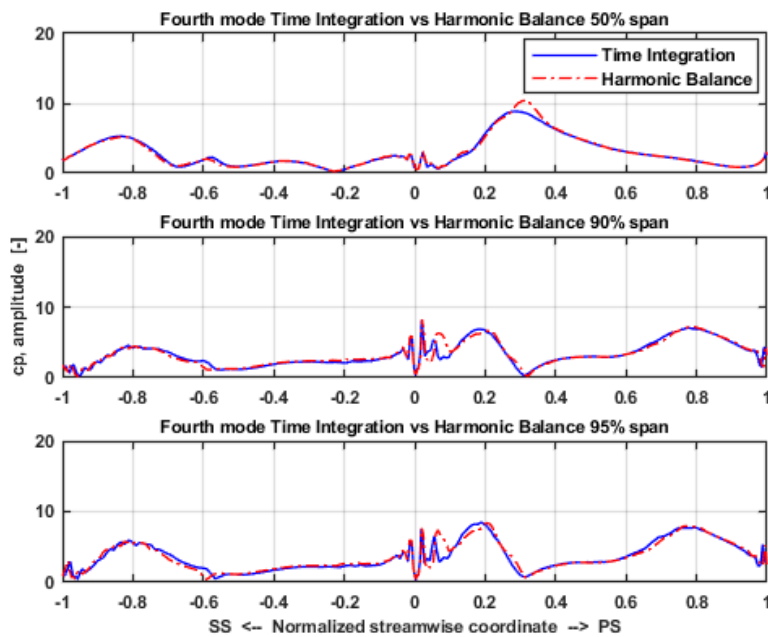 Fourth mode Time Integration vs Harmonic Balance 50% span
20
10
0
Time Integration
Harmonic Balance
-1 -0.8 -0.6 -0.4 -0.2 0 0.2 0.4 0.6 0.8 1
Fourth mode Time Integration vs Harmonic Balance 90% span
cp, amplitude [-]
20
10
0
-1 -0.8 -0.6 -0.4 -0.2 0 0.2 0.4 0.6 0.8 1
Fourth mode Time Integration vs Harmonic Balance 95% span
20
10
0
-1 -0.8 -0.6 -0.4 -0.2 0 0.2 0.4 0.6 0.8 1
SS <-- Normalized streamwise coordinate --> PS